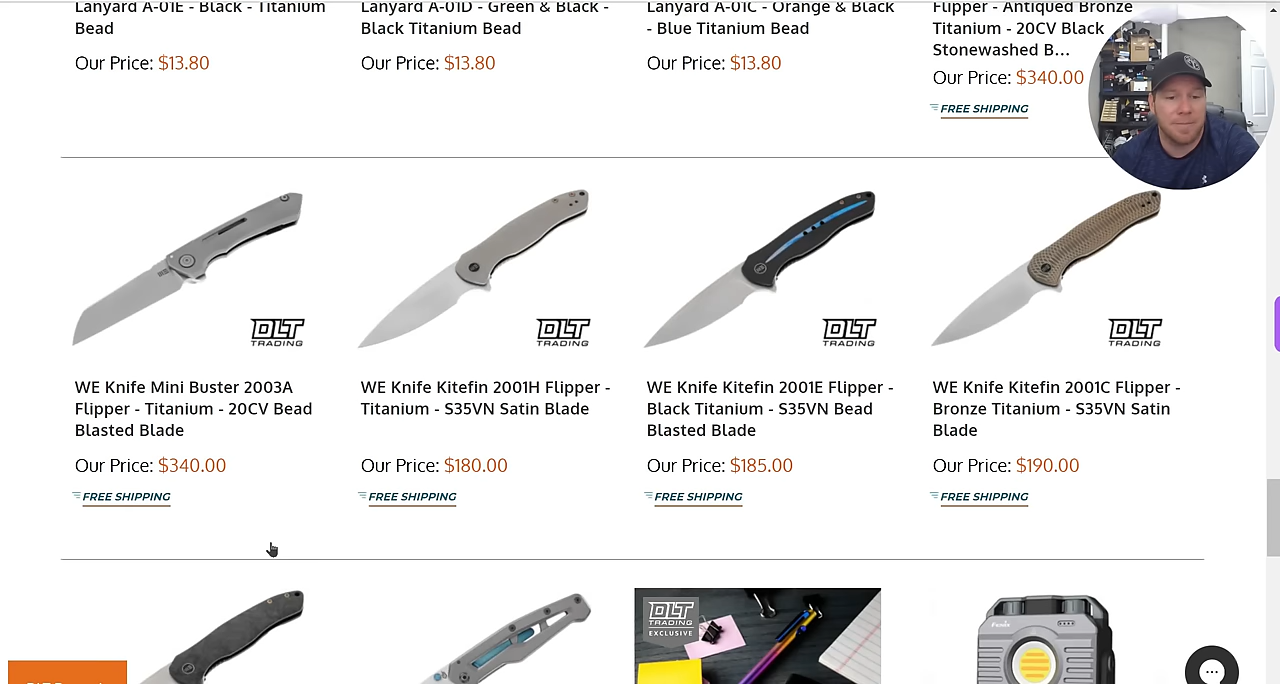 Lanyard A-01E - Black - Titanium
Bead
Our Price: $13.80
Lanyard A-01D - Green & Black -
Black Titanium Bead
Our Price: $13.80
Lanyard A-01C - Orange & Black
- Blue Titanium Bead
Our Price: $13.80
Flipper - Antiqued Bronze
Titanium - 20CV Black
Stonewashed B...
Our Price: $340.00
FREE SHIPPING
DLT
TRADING
WE Knife Mini Buster 2003A
Flipper - Titanium - 20CV Bead
Blasted Blade
Our Price: $340.00
FREE SHIPPING
DLT
TRADING
WE Knife Kitefin 2001H Flipper -
Titanium - S35VN Satin Blade
Our Price: $180.00
FREE SHIPPING
DLT
TRADING
WE Knife Kitefin 2001E Flipper -
Black Titanium - S35VN Bead
Blasted Blade
Our Price: $185.00
FREE SHIPPING
DLT
TRADING
WE Knife Kitefin 2001C Flipper -
Bronze Titanium - S35VN Satin
Blade
Our Price: $190.00
FREE SHIPPING
DLT
TRADING
EXCLUSIVE
Fenix